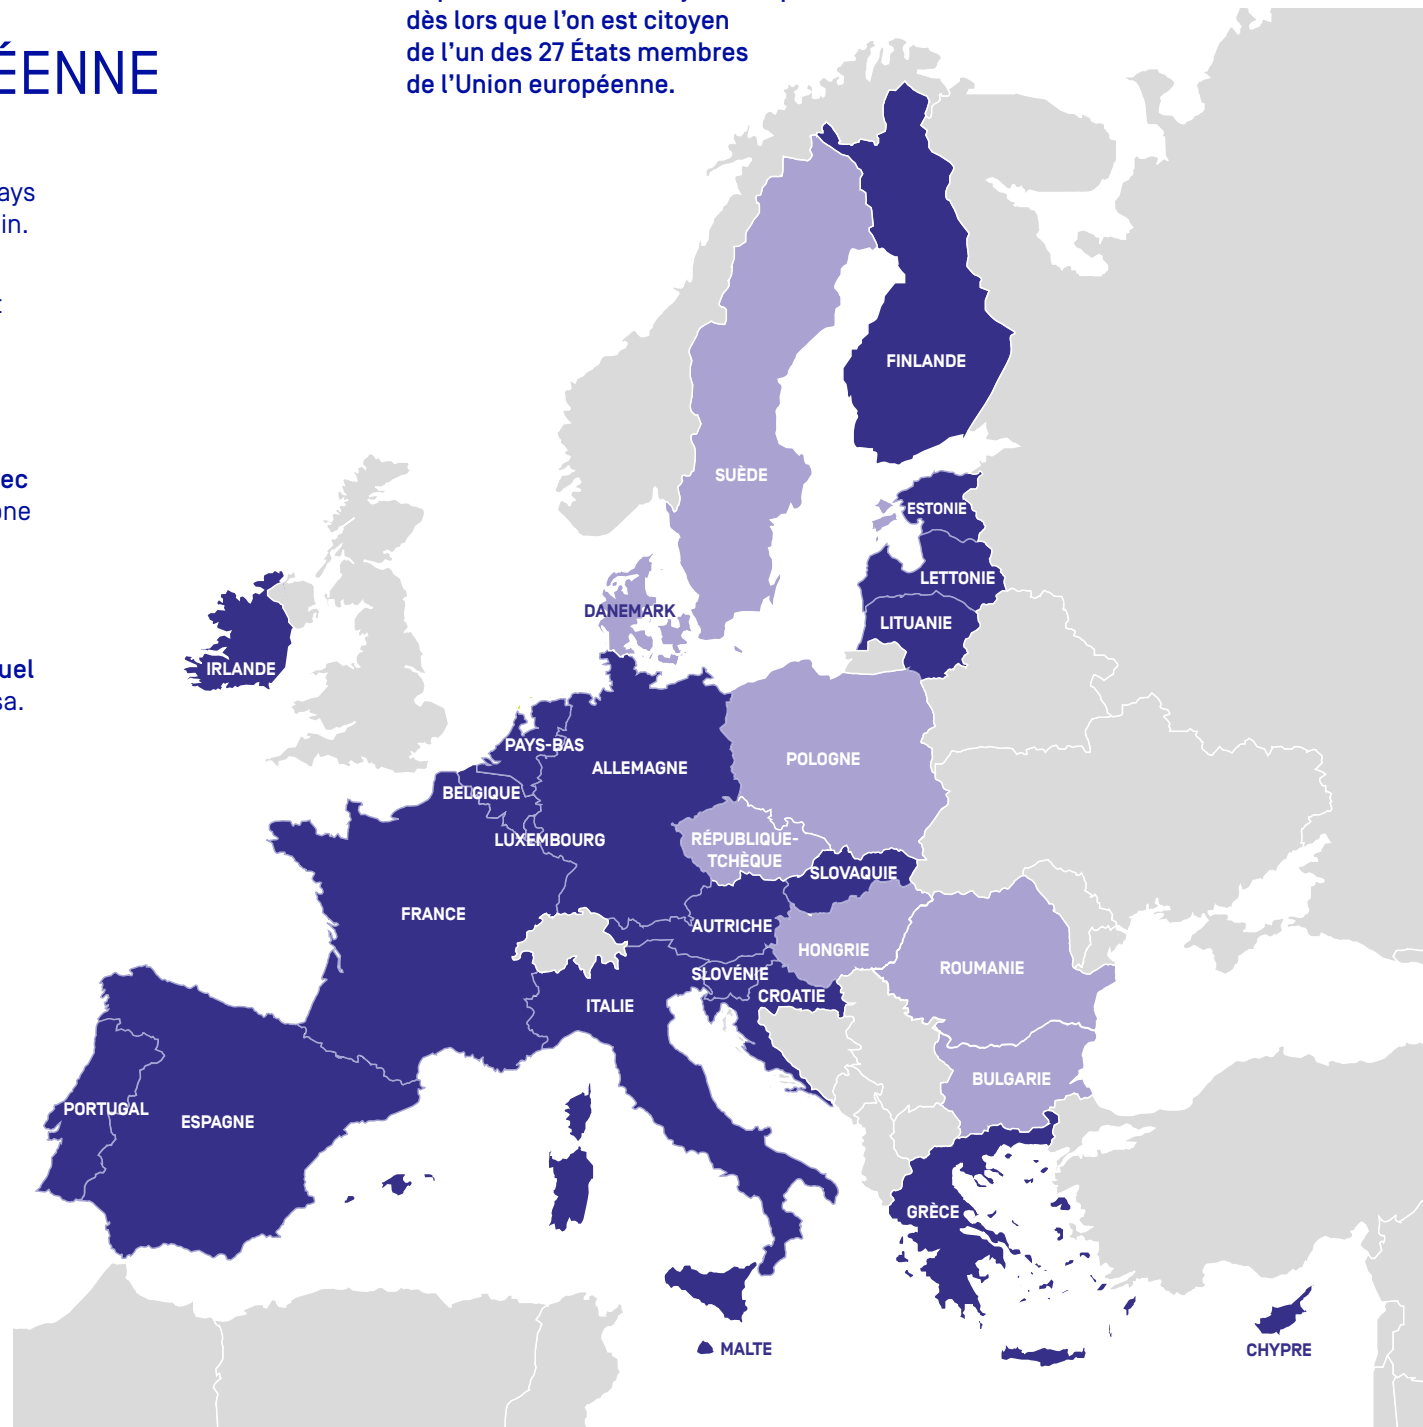 dès lors que l'on est citoyen
de l'un des 27 États membres
de l'Union européenne.
ÉENNE
ays
in.
ec
one
uel
sa.
FINLANDE
SUÈDE
ESTONIE
LETTONIE
DANEMARK
LITUANIE
IRLANDE
PAYS-BAS
ALLEMAGNE
POLOGNE
BELGIQUE
LUXEMBOURG
RÉPUBLIQUE-
TCHÈQUE
SLOVAQUIE
FRANCE
AUTRICHE
HONGRIE
ROUMANIE
SLOVÉNIE
CROATIE
ITALIE
BULGARIE
PORTUGAL
ESPAGNE
GRÈCE
MALTE
CHYPRE